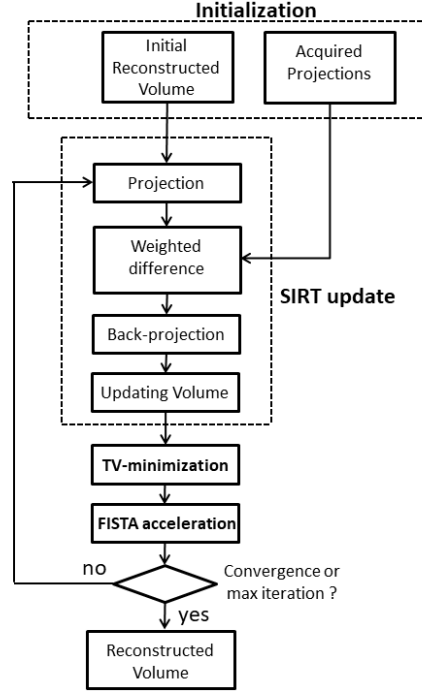 Initialization
Initial
Reconstructed
Volume
Acquired
Projections
Projection
Weighted
difference
SIRT update
Back-projection
Updating Volume
TV-minimization
FISTA acceleration
no
Convergence or
max iteration ?
yes
Reconstructed
Volume